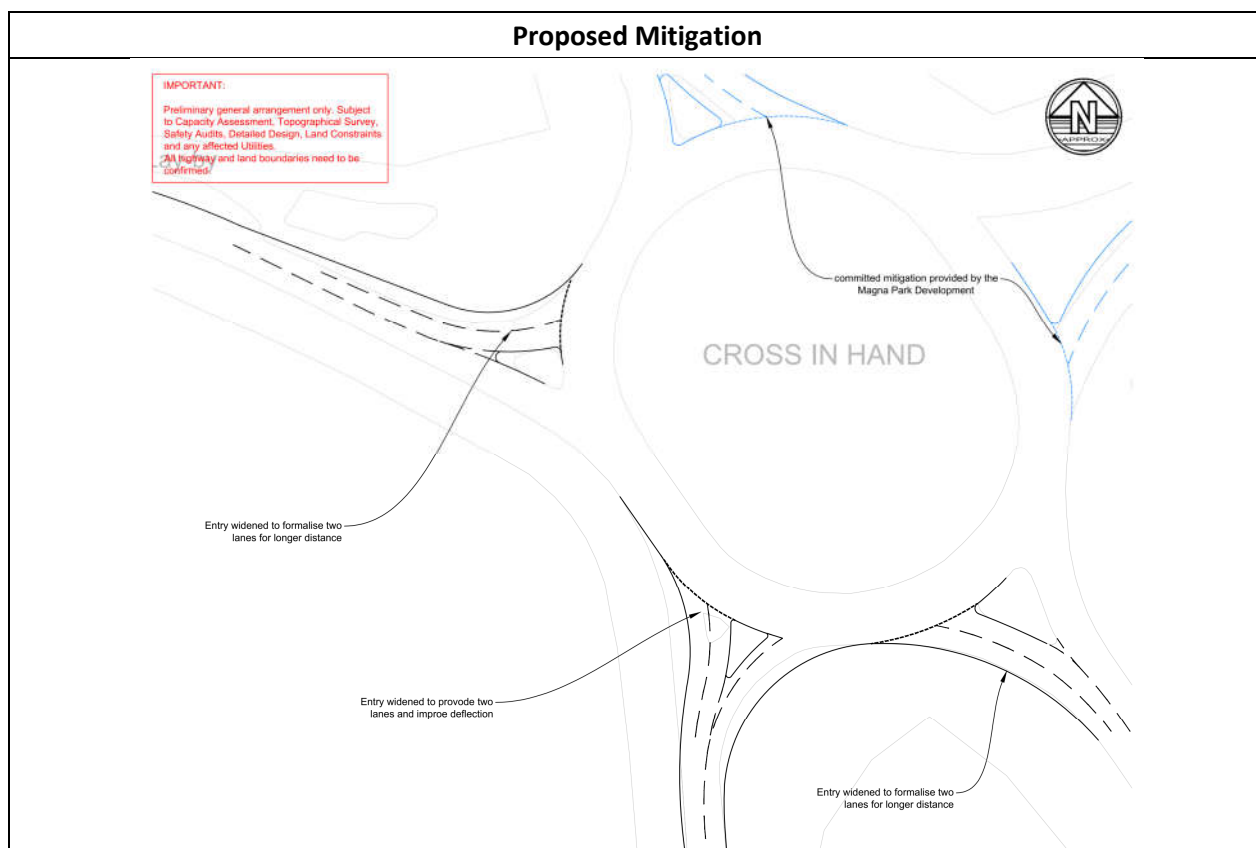 Proposed Mitigation
IMPORTANT:
Preliminary general arrangement only. Subject
to Capacity Assessment, Topographical Survey,
Safety Audits, Detailed Design, Land Constraints
and any affected Utilities.
All highway and land boundaries need to be
confirmed.
Lay-by
N
APPROX
committed mitigation provided by the
Magna Park Development
CROSS IN HAND
Entry widened to formalise two
lanes for longer distance
Entry widened to provode two
lanes and improe deflection
Entry widened to formalise two
lanes for longer distance